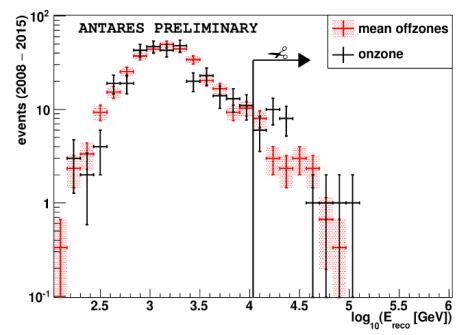 ANTARES PRELIMINARY
mean offzones
onzone
events (2008 – 2015)
10²
10
1
10⁻¹
2.5 3 3.5 4 4.5 5 5.5 6
log₁₀(E_reco [GeV])